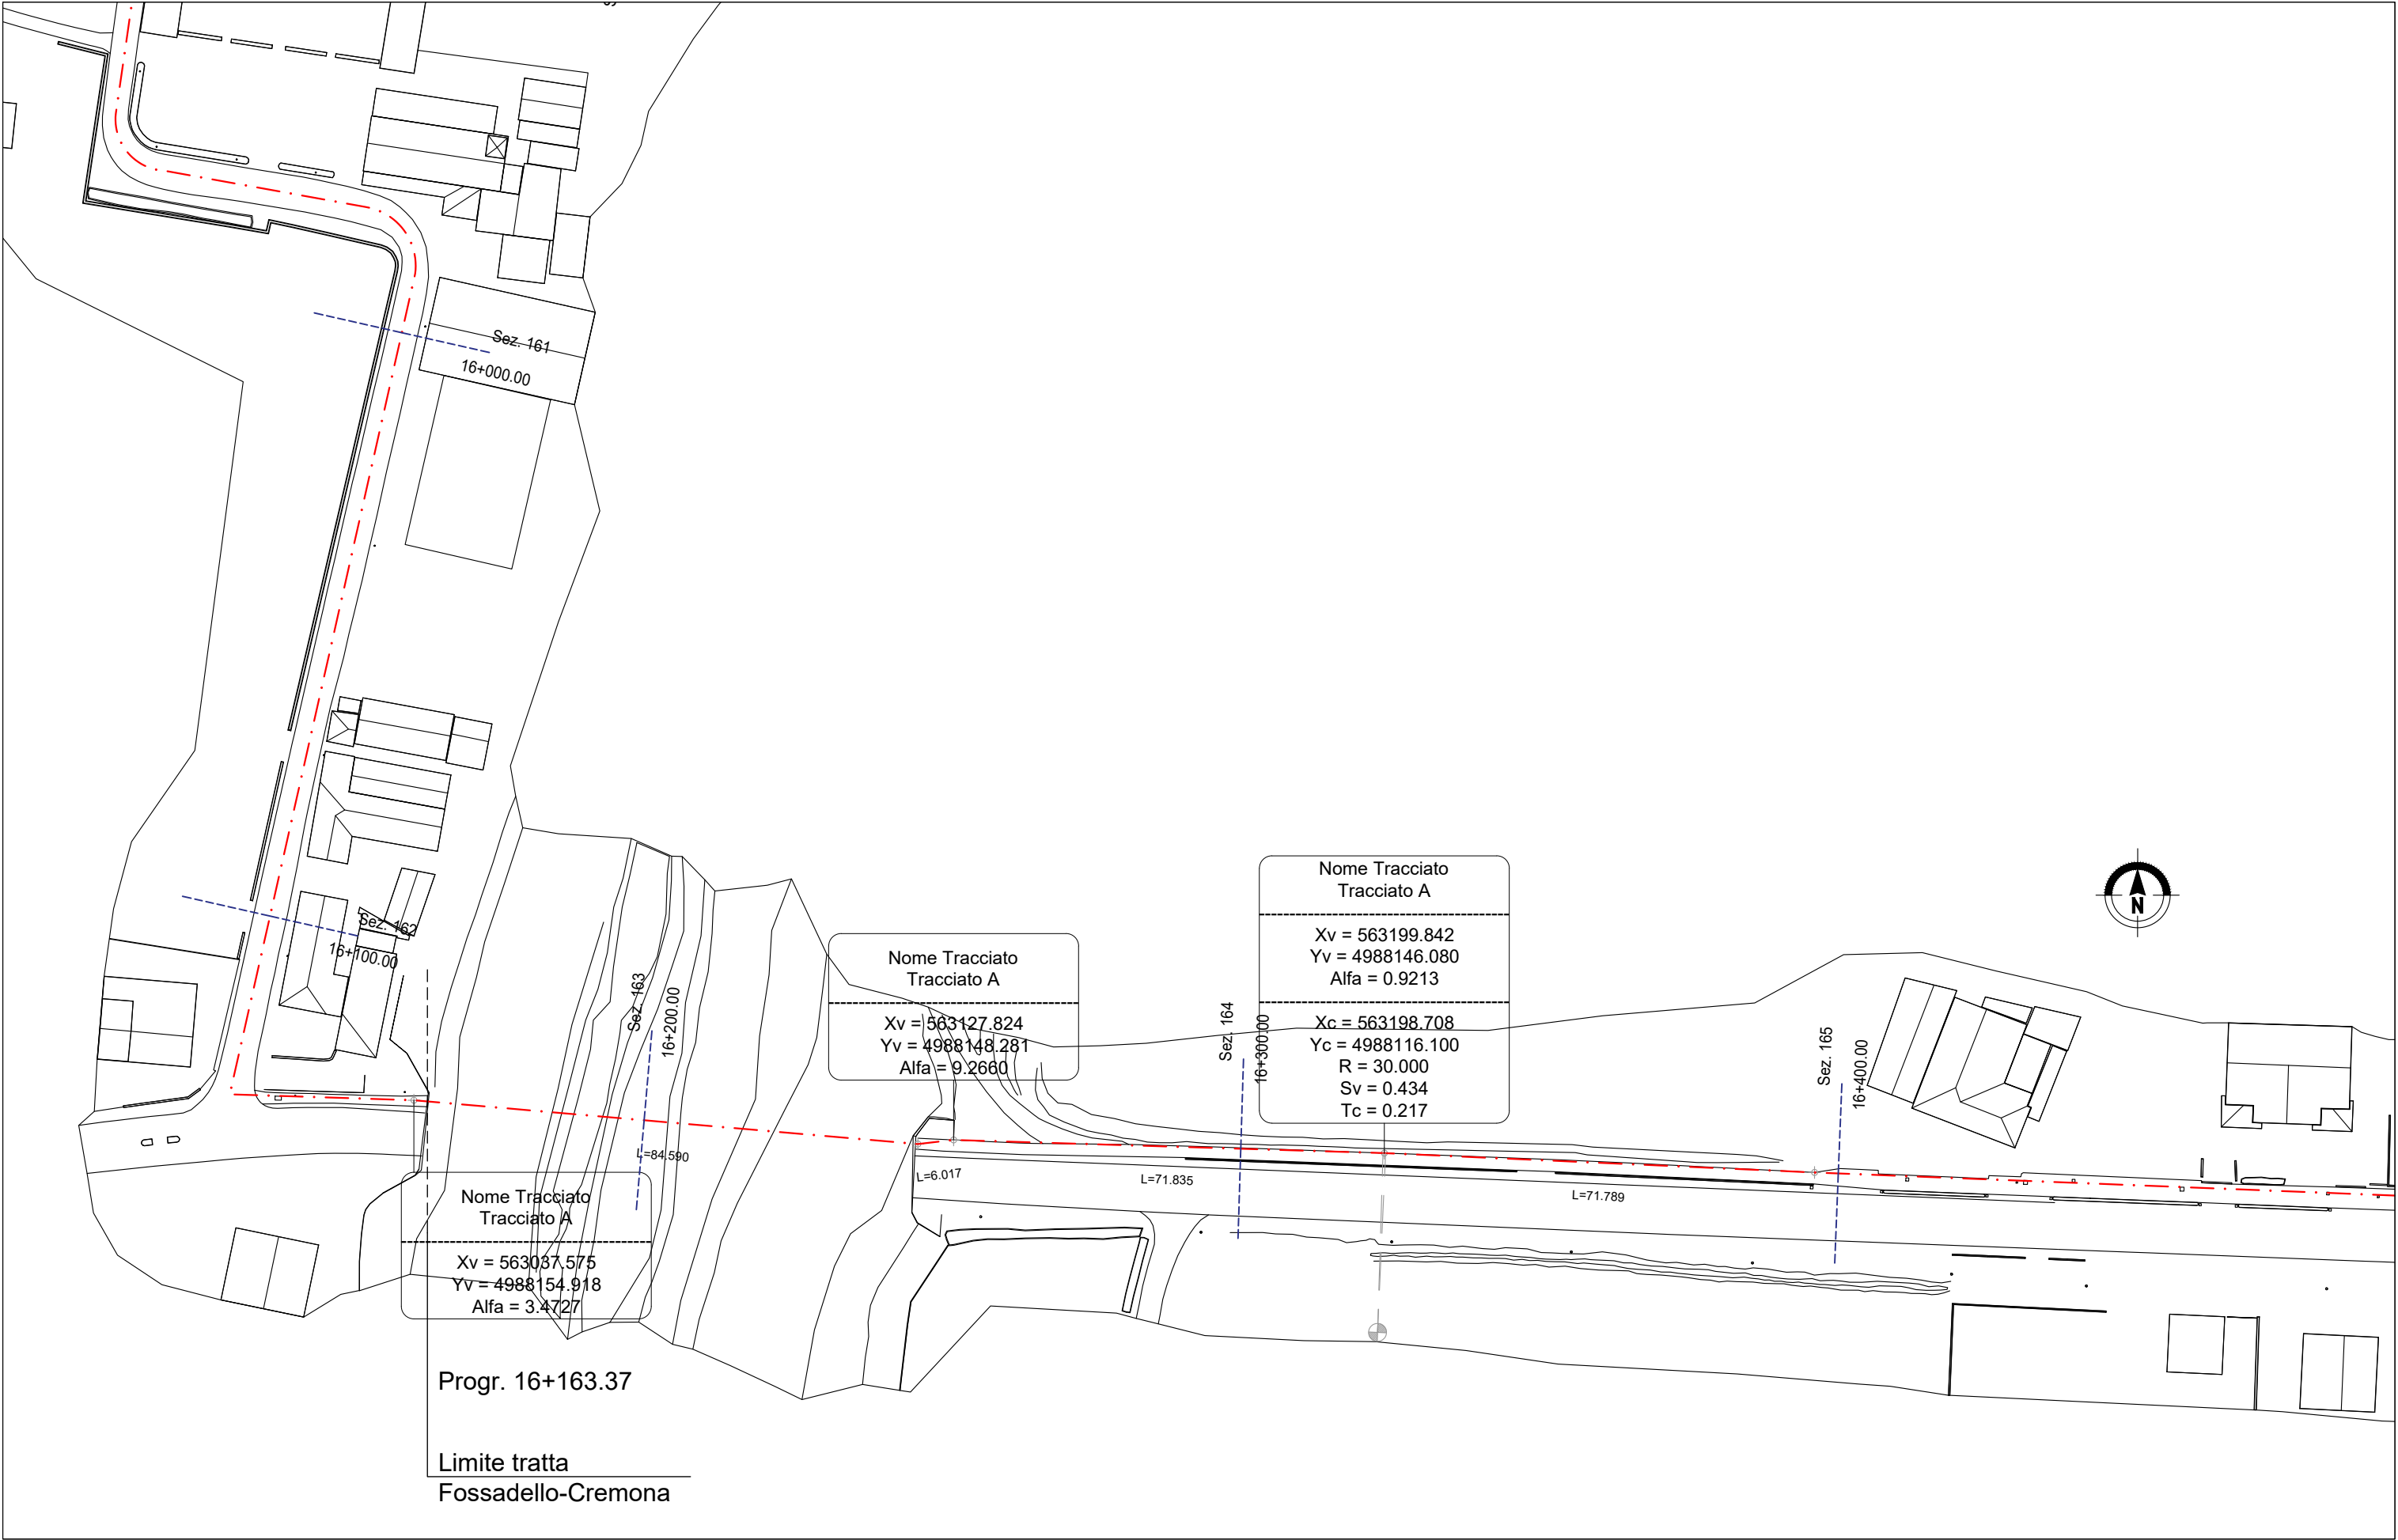 Sez. 161
16+000.00
Sez. 162
16+100.00
Sez. 163
16+200.00
Nome Tracciato
Tracciato A
Xv = 563127.824
Yv = 4988148.281
Alfa = 9.2660
Sez. 164
16+300.00
Nome Tracciato
Tracciato A
Xv = 563199.842
Yv = 4988146.080
Alfa = 0.9213
Xc = 563198.708
Yc = 4988116.100
R = 30.000
Sv = 0.434
Tc = 0.217
Sez. 165
16+400.00
N
L=84.590
L=6.017
L=71.835
L=71.789
Nome Tracciato
Tracciato A
Xv = 563037.575
Yv = 4988154.918
Alfa = 3.4727
Progr. 16+163.37
Limite tratta
Fossadello-Cremona